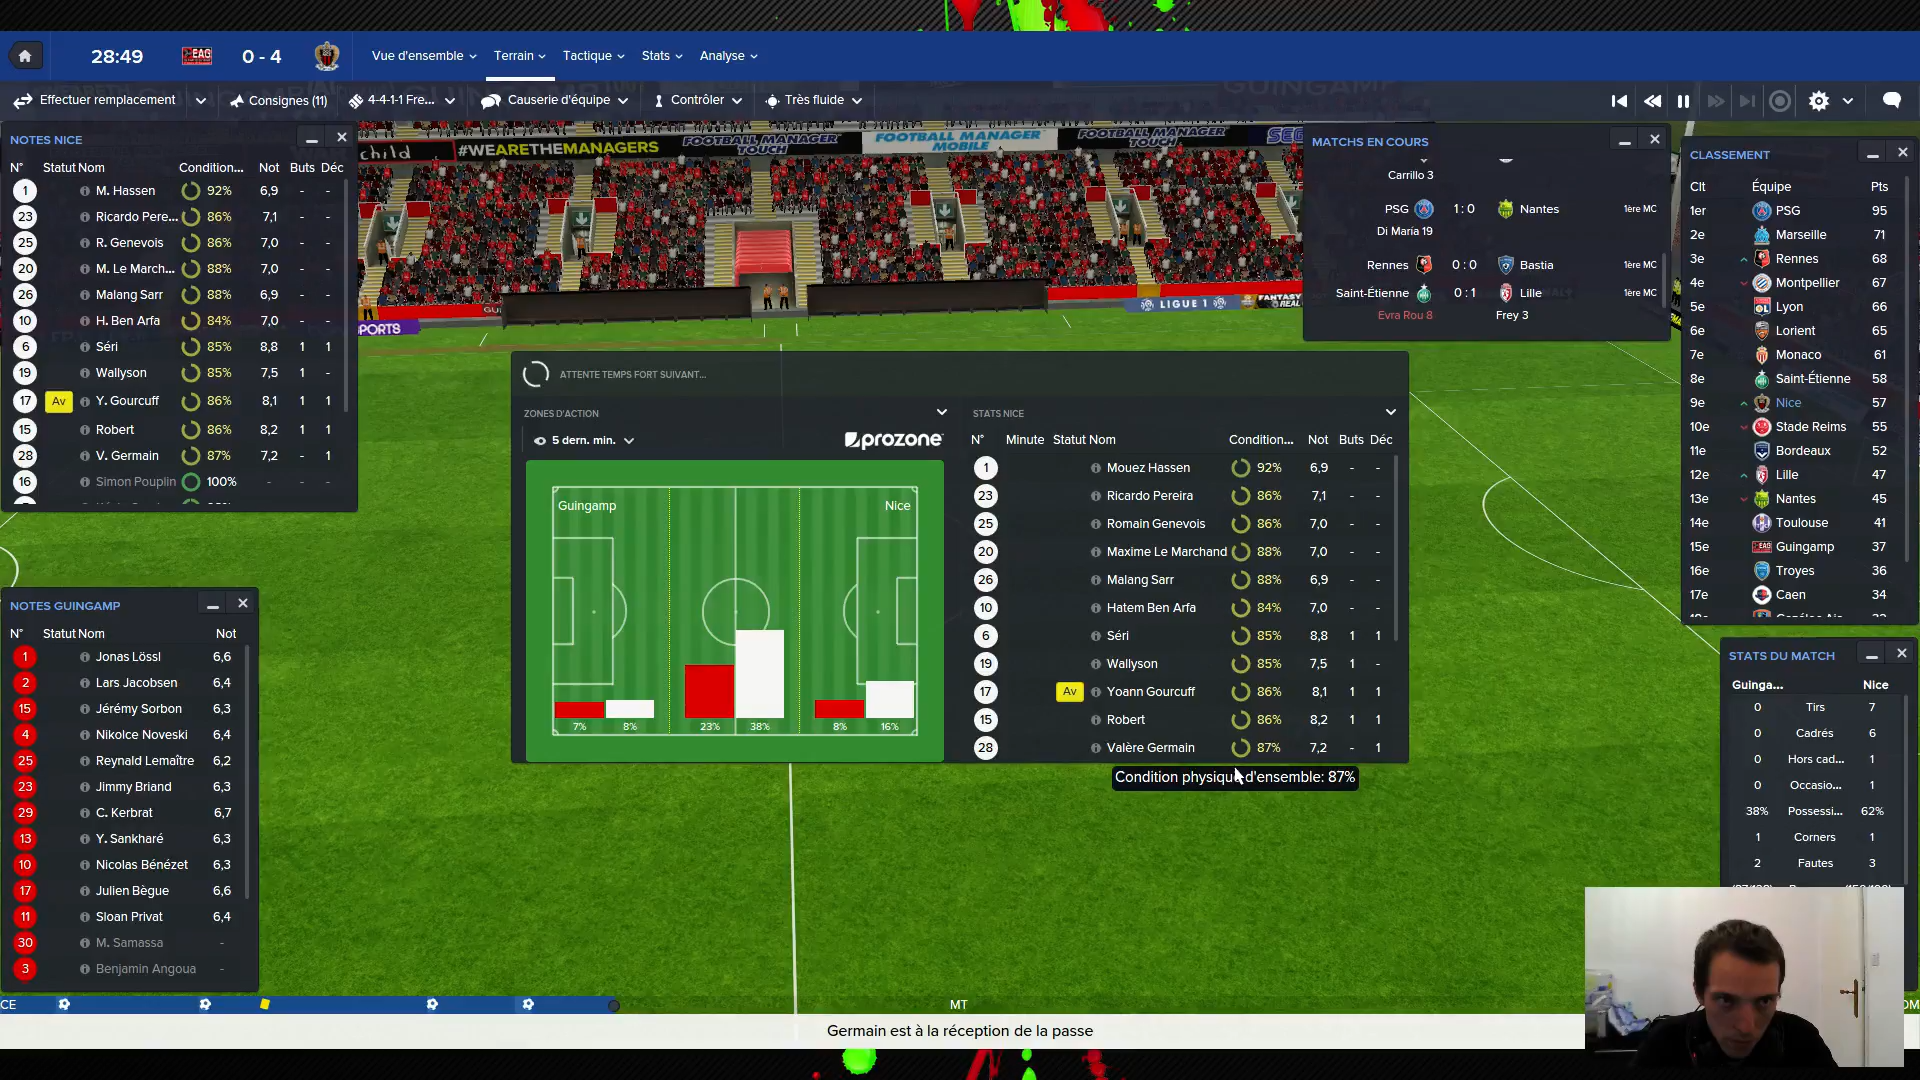 28:49
EAG
0 - 4
Vue d'ensemble
Terrain
Tactique
Stats
Analyse
Effectuer remplacement
Consignes (11)
4-4-1-1 Fre...
Causerie d'équipe
Contrôler
Très fluide
NOTES NICE
N° Statut Nom Condition... Not Buts Déc
1 M. Hassen 92% 6,9 - -
23 Ricardo Pere... 86% 7,1 - -
25 R. Genevois 86% 7,0 - -
20 M. Le March... 88% 7,0 - -
26 Malang Sarr 88% 6,9 - -
10 H. Ben Arfa 84% 7,0 - -
6 Séri 85% 8,8 1 1
19 Wallyson 85% 7,5 1 -
17 Av Y. Gourcuff 86% 8,1 1 1
15 Robert 86% 8,2 1 1
28 V. Germain 87% 7,2 - 1
16 Simon Pouplin 100% - - -
child
#WEARETHEMANAGERS
FOOTBALL MANAGER TOUCH
FOOTBALL MANAGER MOBILE
FOOTBALL MANAGER TOUCH
LIGUE 1
MATCHS EN COURS
Carrillo 3
PSG 1 : 0 Nantes 1ère MC
Di María 19
Rennes 0 : 0 Bastia 1ère MC
Saint-Étienne 0 : 1 Lille 1ère MC
Evra Rou 8 Frey 3
CLASSEMENT
Clt Équipe Pts
1er PSG 95
2e Marseille 71
3e Rennes 68
4e Montpellier 67
5e Lyon 66
6e Lorient 65
7e Monaco 61
8e Saint-Étienne 58
9e Nice 57
10e Stade Reims 55
11e Bordeaux 52
12e Lille 47
13e Nantes 45
14e Toulouse 41
15e Guingamp 37
16e Troyes 36
17e Caen 34
ATTENTE TEMPS FORT SUIVANT...
ZONES D'ACTION
5 dern. min.
prozone
Guingamp
Nice
7% 8% 23% 38% 8% 16%
STATS NICE
N° Minute Statut Nom Condition... Not Buts Déc
1 Mouez Hassen 92% 6,9 - -
23 Ricardo Pereira 86% 7,1 - -
25 Romain Genevois 86% 7,0 - -
20 Maxime Le Marchand 88% 7,0 - -
26 Malang Sarr 88% 6,9 - -
10 Hatem Ben Arfa 84% 7,0 - -
6 Séri 85% 8,8 1 1
19 Wallyson 85% 7,5 1 -
17 Av Yoann Gourcuff 86% 8,1 1 1
15 Robert 86% 8,2 1 1
28 Valère Germain 87% 7,2 - 1
Condition physique d'ensemble: 87%
NOTES GUINGAMP
N° Statut Nom Not
1 Jonas Lössl 6,6
2 Lars Jacobsen 6,4
15 Jérémy Sorbon 6,3
4 Nikolce Noveski 6,4
25 Reynald Lemaître 6,2
23 Jimmy Briand 6,3
29 C. Kerbrat 6,7
13 Y. Sankharé 6,3
10 Nicolas Bénézet 6,3
17 Julien Bègue 6,6
11 Sloan Privat 6,4
30 M. Samassa -
3 Benjamin Angoua -
STATS DU MATCH
Guinga... Nice
0 Tirs 7
0 Cadrés 6
0 Hors cad... 1
0 Occasio... 1
38% Possessi... 62%
1 Corners 1
2 Fautes 3
CE
MT
Germain est à la réception de la passe